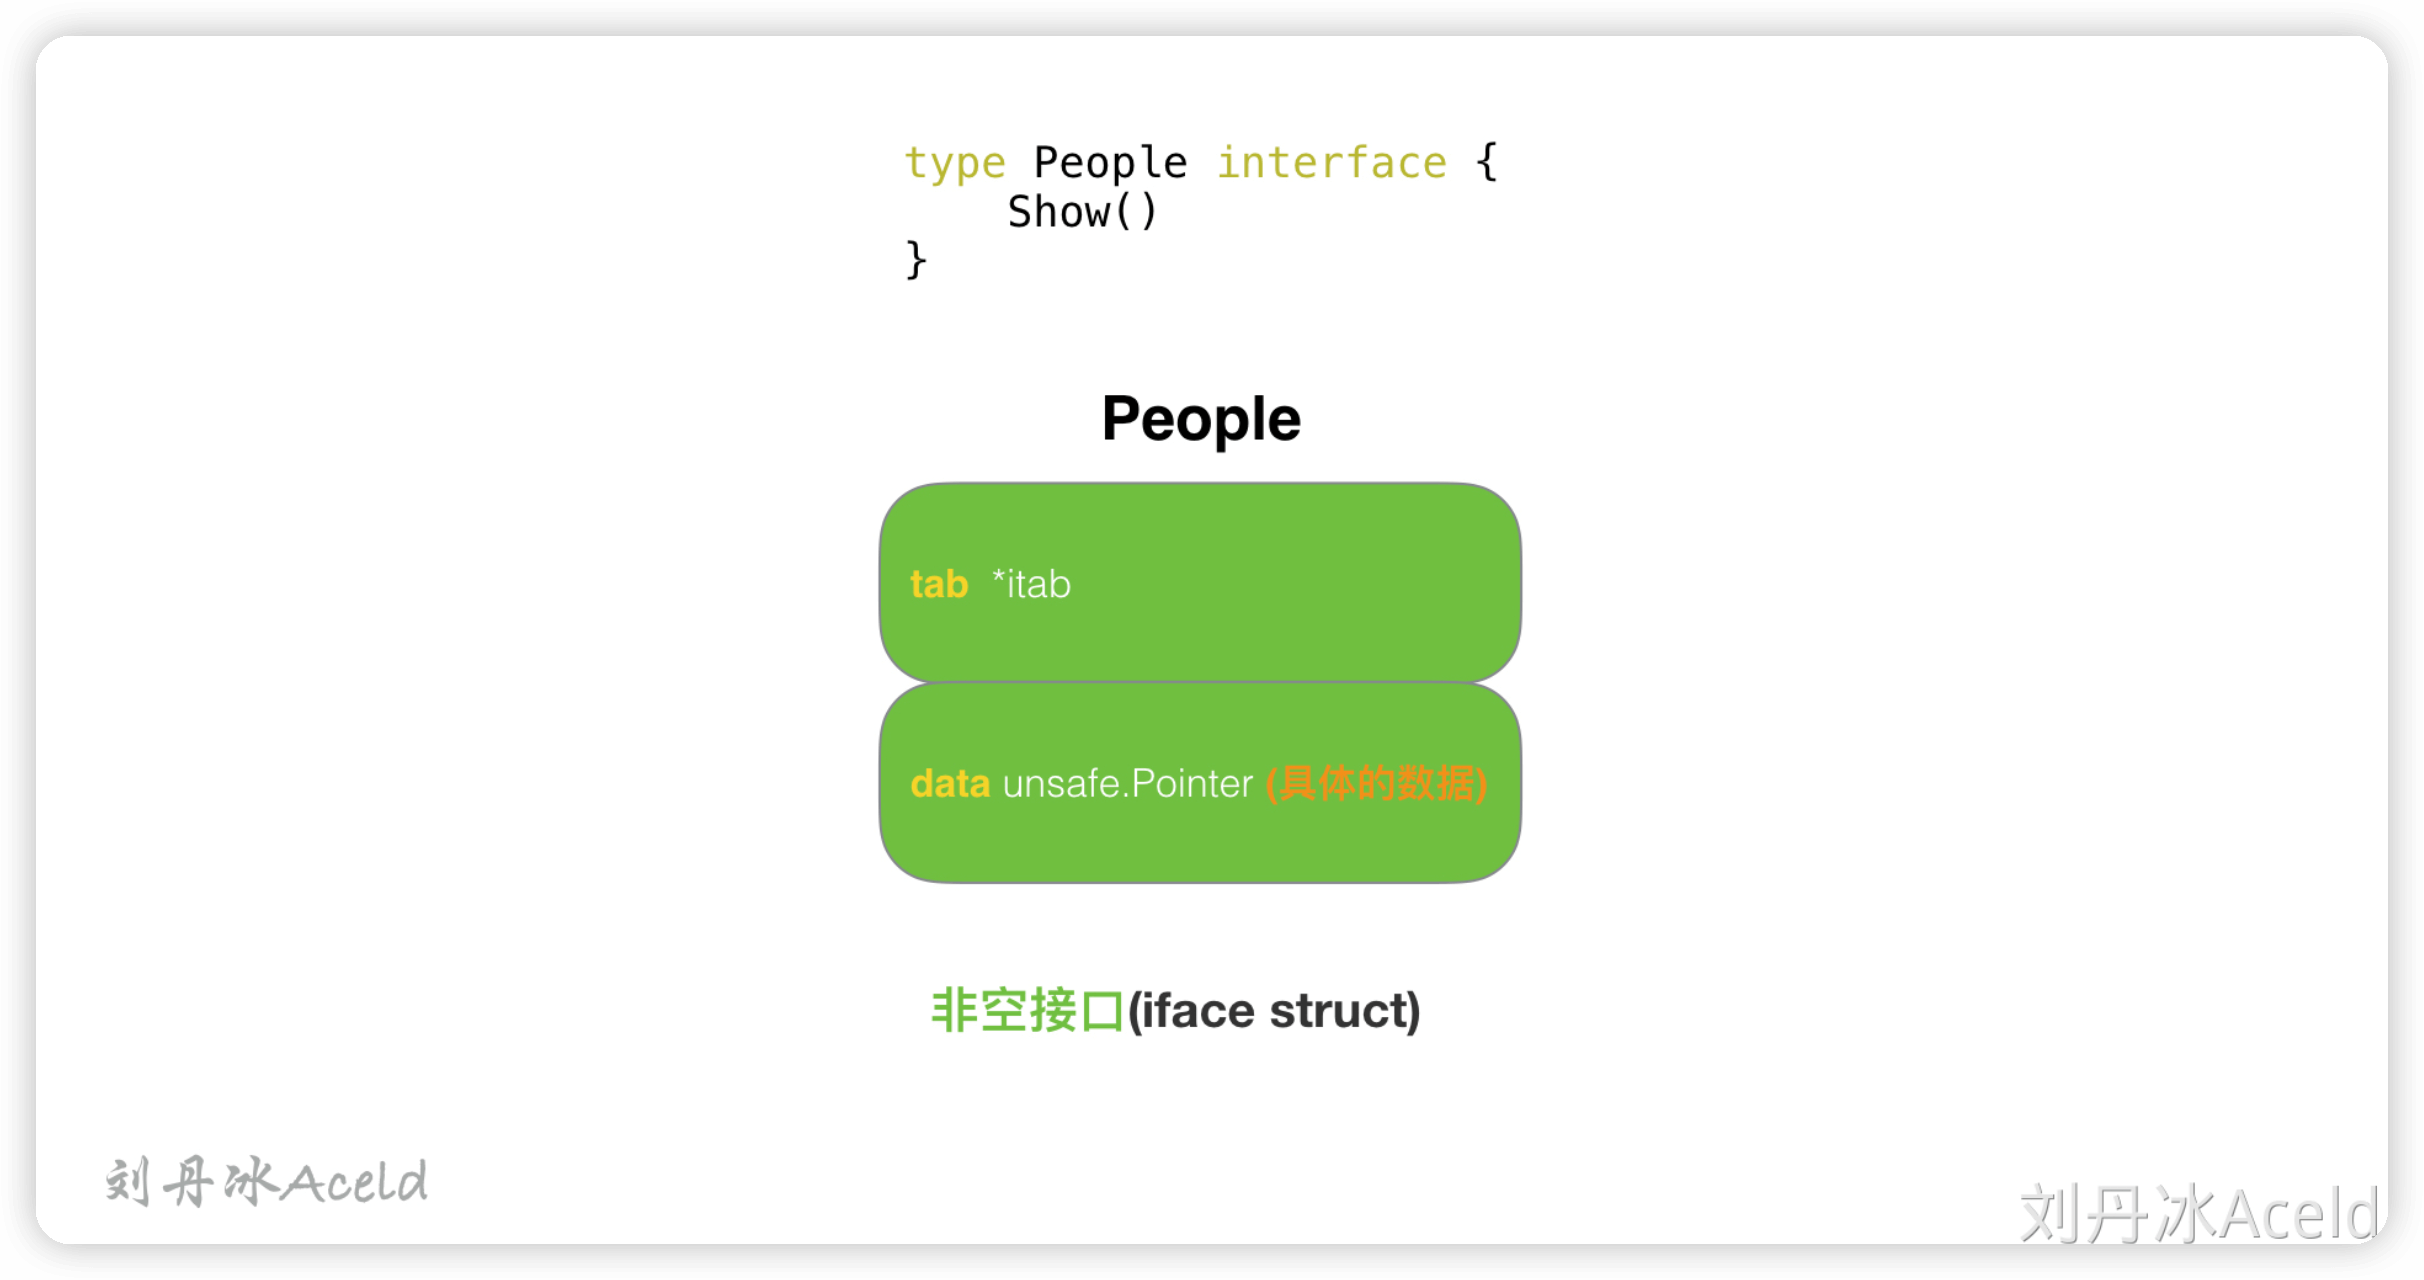 type People interface {
Show()
}
People
tab *itab
data unsafe.Pointer (具体的数据)
非空接口(iface struct)
刘丹冰Aceld
刘丹冰Aceld